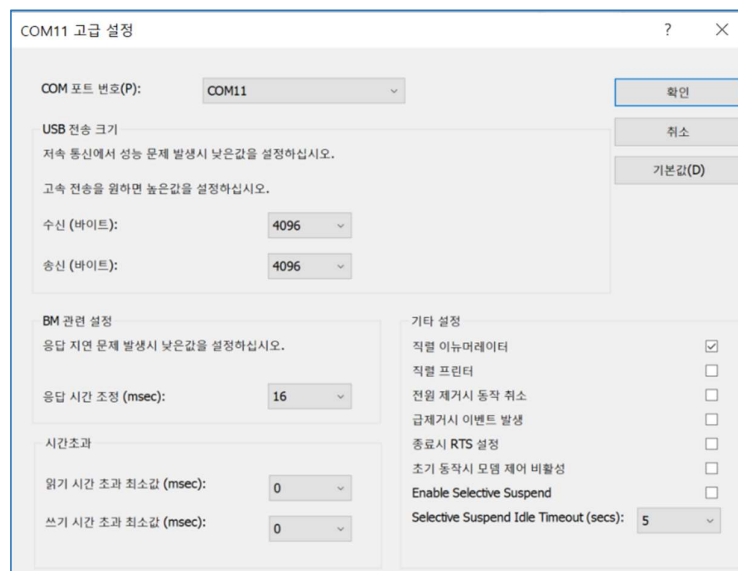 COM11 고급 설정
COM 포트 번호(P): COM11
확인
취소
기본값(D)
USB 전송 크기
저속 통신에서 성능 문제 발생시 낮은값을 설정하십시오.
고속 전송을 원하면 높은값을 설정하십시오.
수신 (바이트): 4096
송신 (바이트): 4096
BM 관련 설정
응답 지연 문제 발생시 낮은값을 설정하십시오.
응답 시간 조정 (msec): 16
시간초과
읽기 시간 초과 최소값 (msec): 0
쓰기 시간 초과 최소값 (msec): 0
기타 설정
직렬 이뉴머레이터
직렬 프린터
전원 제거시 동작 취소
급제거시 이벤트 발생
종료시 RTS 설정
초기 동작시 모뎀 제어 비활성
Enable Selective Suspend
Selective Suspend Idle Timeout (secs): 5